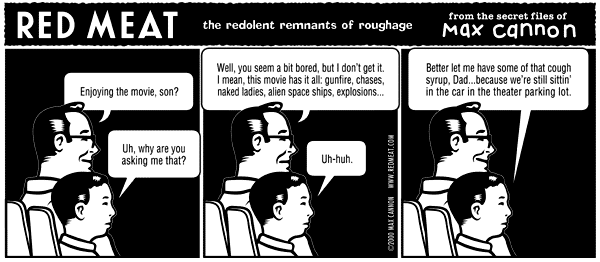 RED MEAT
the redolent remnants of roughage
from the secret files of
max cannon
Enjoying the movie, son?
Uh, why are you
asking me that?
Well, you seem a bit bored, but I don't get it.
I mean, this movie has it all: gunfire, chases,
naked ladies, alien space ships, explosions...
Uh-huh.
©2000 MAX CANNON WWW.REDMEAT.COM
Better let me have some of that cough
syrup, Dad...because we're still sittin'
in the car in the theater parking lot.